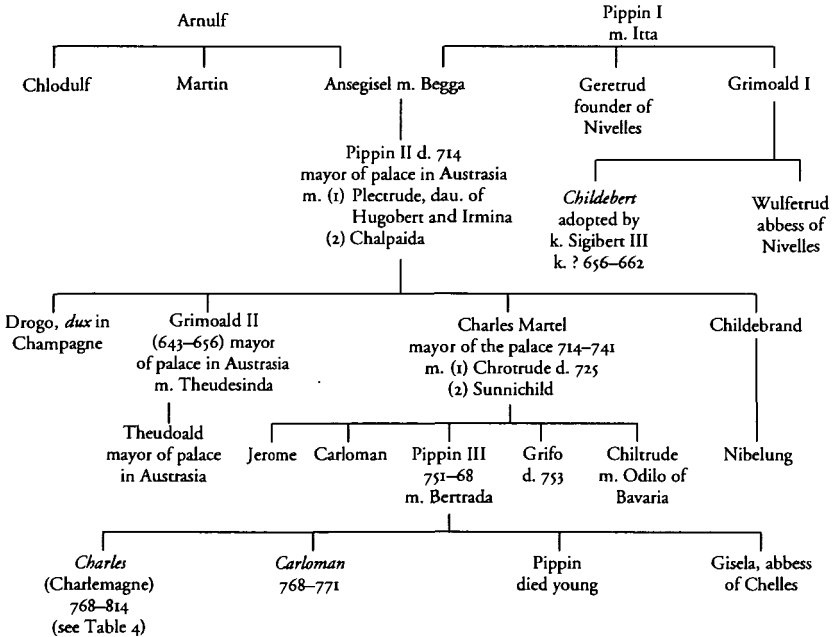 Arnulf
Pippin I
m. Itta
Chlodulf
Martin
Ansegisel m. Begga
Geretrud
founder of
Nivelles
Grimoald I
Pippin II d. 714
mayor of palace in Austrasia
m. (1) Plectrude, dau. of
Hugobert and Irmina
(2) Chalpaida
Childebert
adopted by
k. Sigibert III
k. ? 656–662
Wulfetrud
abbess of
Nivelles
Drogo, dux in
Champagne
Grimoald II
(643–656) mayor
of palace in Austrasia
m. Theudesinda
Charles Martel
mayor of the palace 714–741
m. (1) Chrotrude d. 725
(2) Sunnichild
Childebrand
Theudoald
mayor of palace
in Austrasia
Jerome
Carloman
Pippin III
751–68
m. Bertrada
Grifo
d. 753
Chiltrude
m. Odilo of
Bavaria
Nibelung
Charles
(Charlemagne)
768–814
(see Table 4)
Carloman
768–771
Pippin
died young
Gisela, abbess
of Chelles